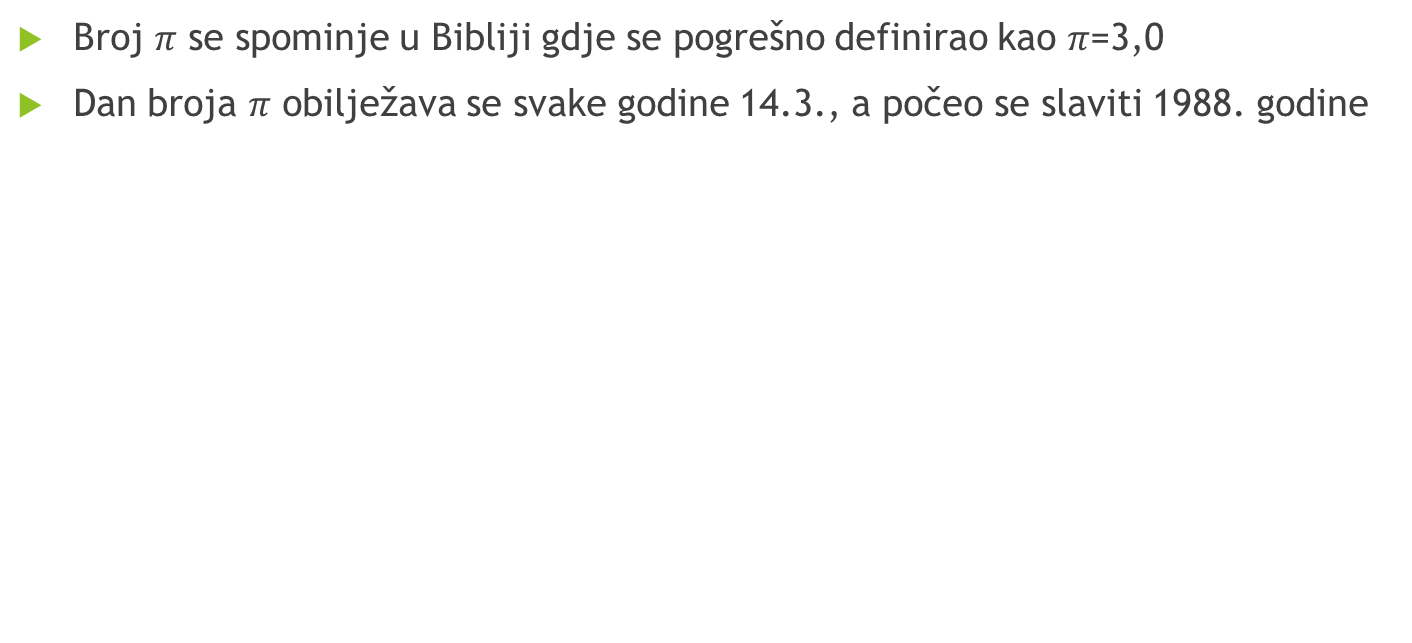 Broj π se spominje u Bibliji gdje se pogrešno definirao kao π=3,0
Dan broja π obilježava se svake godine 14.3., a počeo se slaviti 1988. godine